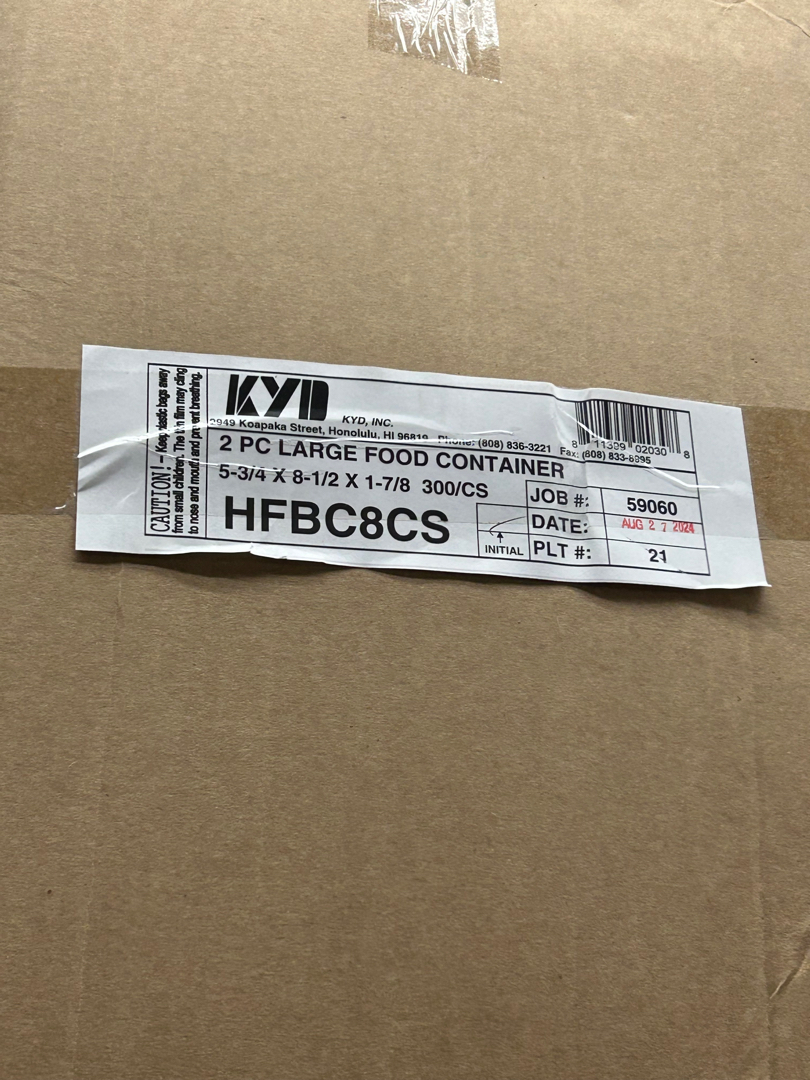 CAUTION! - Keep plastic bags away
from small children. The thin film may cling
to nose and mouth and prevent breathing.
KYD
KYD, INC.
2949 Koapaka Street, Honolulu, HI 96819 Phone: (808) 836-3221
Fax: (808) 833-8995
8 11399 02030 8
2 PC LARGE FOOD CONTAINER
5-3/4 X 8-1/2 X 1-7/8 300/CS
HFBC8CS
INITIAL
JOB #: 59060
DATE: AUG 27 2024
PLT #: 21